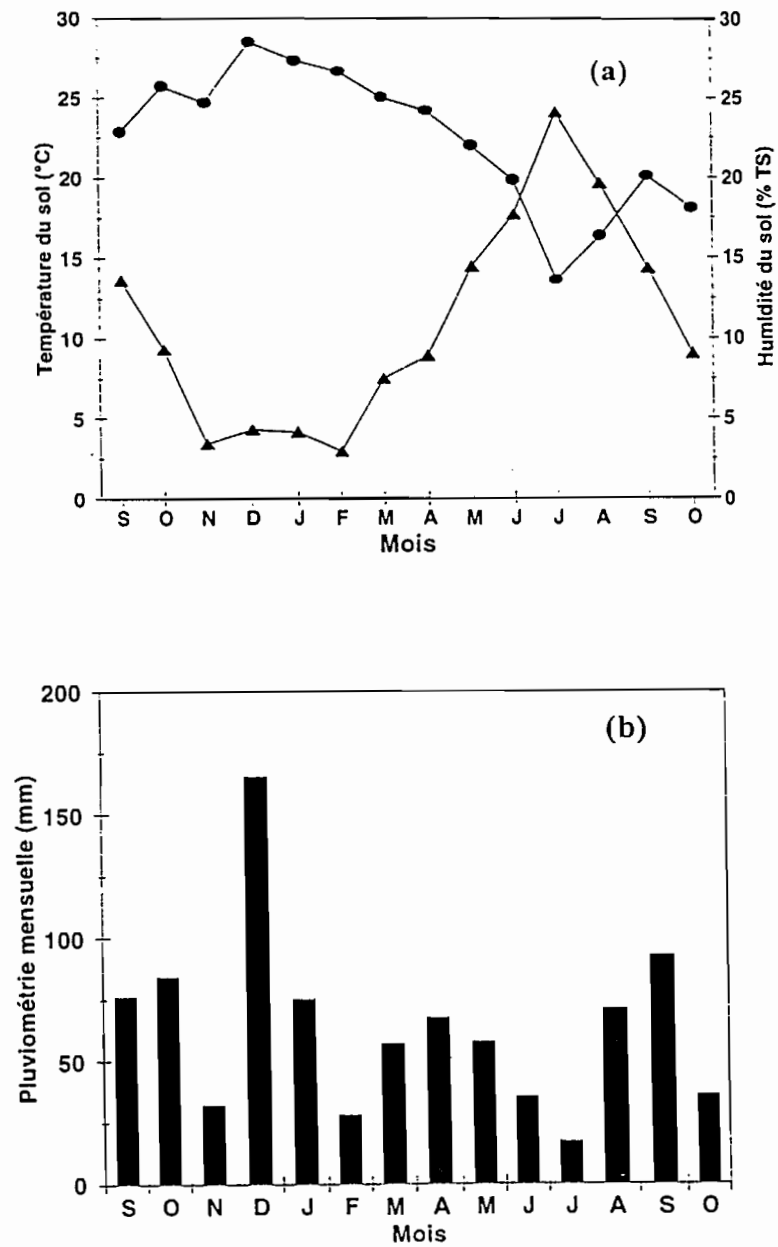 30
25
20
15
10
5
0
Température du sol (°C)
(a)
30
25
20
15
10
5
0
Humidité du sol (% TS)
S O N D J F M A M J J A S O
Mois
200
150
100
50
0
Pluviométrie mensuelle (mm)
(b)
S O N D J F M A M J J A S O
Mois